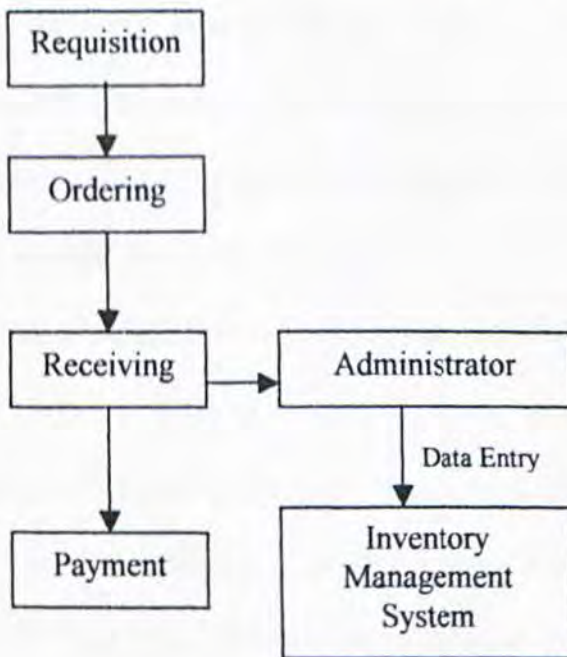 Requisition
Ordering
Receiving
Administrator
Data Entry
Payment
Inventory
Management
System